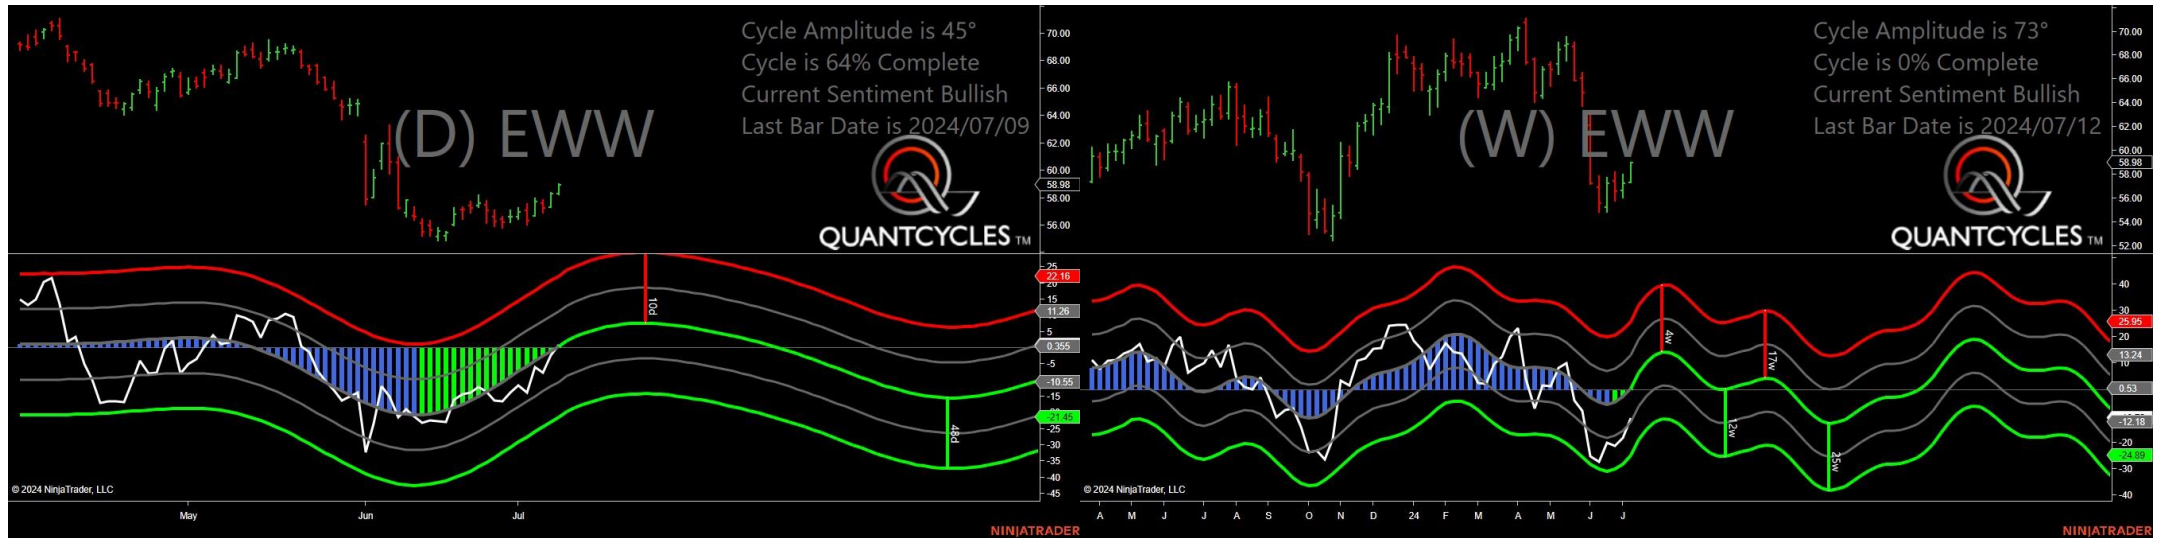 Cycle Amplitude is 45°
Cycle is 64% Complete
Current Sentiment Bullish
Last Bar Date is 2024/07/09
(D) EWW
QUANTCYCLES TM
70.00
68.00
66.00
64.00
62.00
60.00
58.98
58.00
56.00
25
22.16
20
15
11.26
5
0.355
-5
-10.55
-15
-21.45
-25
-30
-35
-40
-45
10d
48d
© 2024 NinjaTrader, LLC
May Jun Jul
NINJATRADER
Cycle Amplitude is 73°
Cycle is 0% Complete
Current Sentiment Bullish
Last Bar Date is 2024/07/12
(W) EWW
QUANTCYCLES TM
70.00
68.00
66.00
64.00
62.00
60.00
58.98
58.00
56.00
54.00
52.00
40
30
25.95
20
13.24
10
0.53
-12.18
-20
-24.89
-30
-40
4w
17w
12w
25w
© 2024 NinjaTrader, LLC
A M J J A S O N D 24 F M A M J J
NINJATRADER